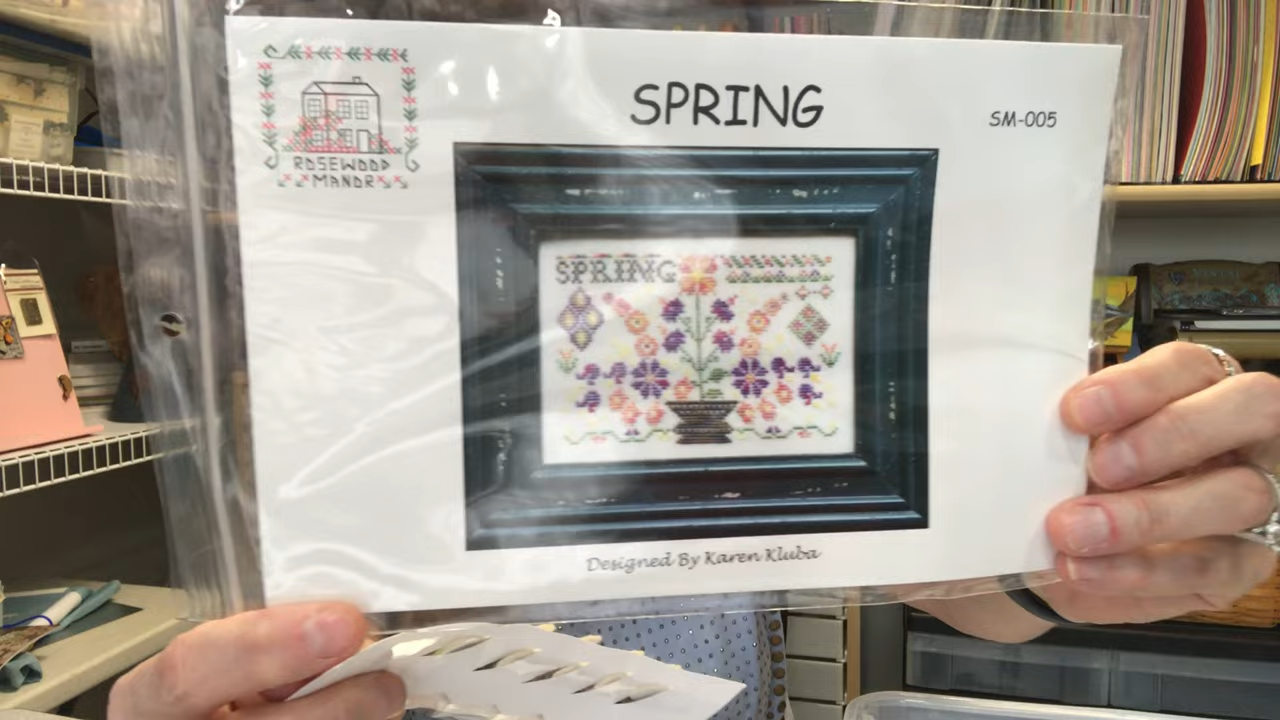 SPRING
SM-005
ROSEWOOD
MANOR
SPRING
Designed By Karen Kluba